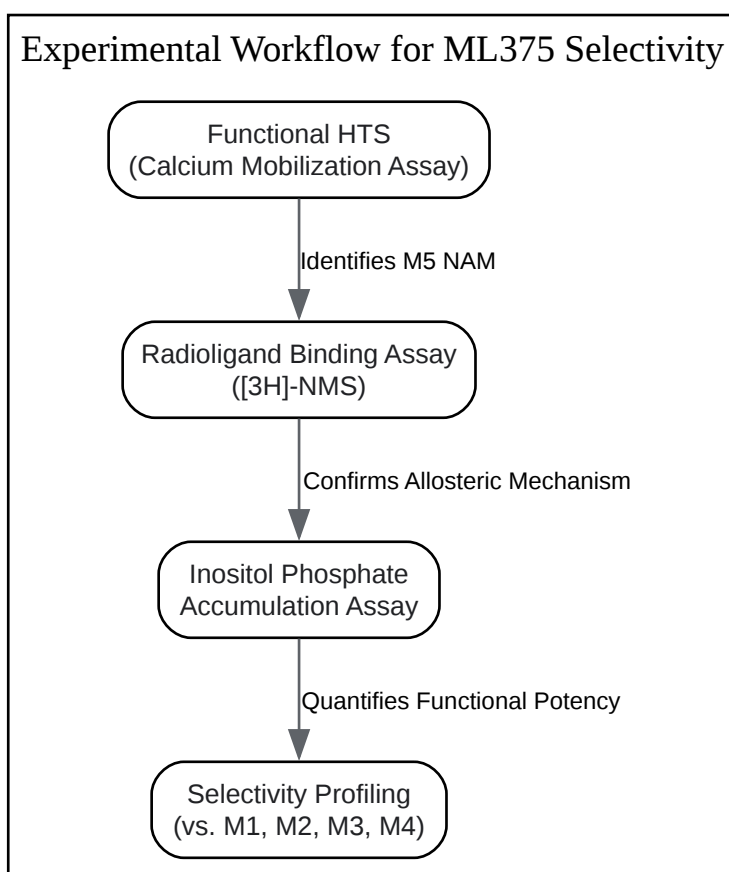 Experimental Workflow for ML375 Selectivity
Functional HTS
(Calcium Mobilization Assay)
Identifies M5 NAM
Radioligand Binding Assay
([3H]-NMS)
Confirms Allosteric Mechanism
Inositol Phosphate
Accumulation Assay
Quantifies Functional Potency
Selectivity Profiling
(vs. M1, M2, M3, M4)